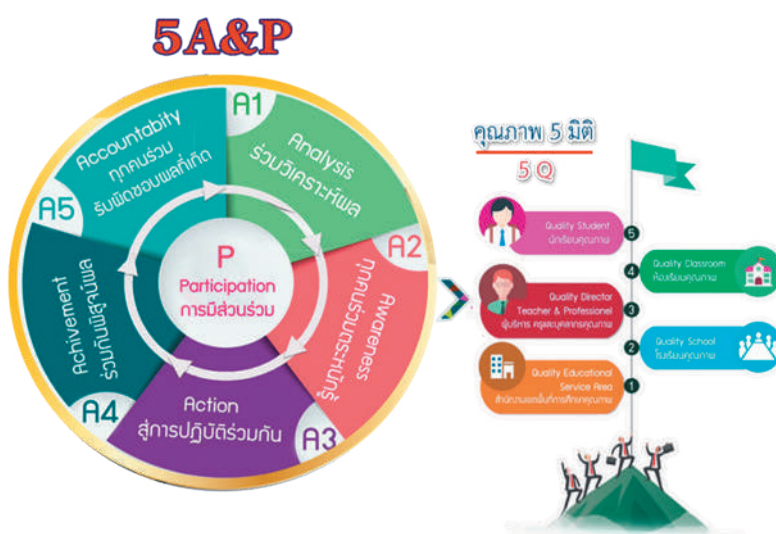 5A&P
A1
Analysis
ร่วมวิเคราะห์ผล
A2
Awareness
ทุกคนร่วมตระหนักรู้
A3
Action
สู่การปฏิบัติร่วมกัน
A4
Achivement
ร่วมกันพิสูจน์ผล
A5
Accountabity
ทุกคนร่วม
รับผิดชอบผลที่เกิด
P
Participation
การมีส่วนร่วม
คุณภาพ 5 มิติ
5 Q
Quality Student
นักเรียนคุณภาพ
5
Quality Classroom
ห้องเรียนคุณภาพ
4
Quality Director
Teacher & Professionel
ผู้บริหาร ครูและบุคลากรคุณภาพ
3
Quality School
โรงเรียนคุณภาพ
2
Quality Educational
Service Area
สำนักงานเขตพื้นที่การศึกษาคุณภาพ
1